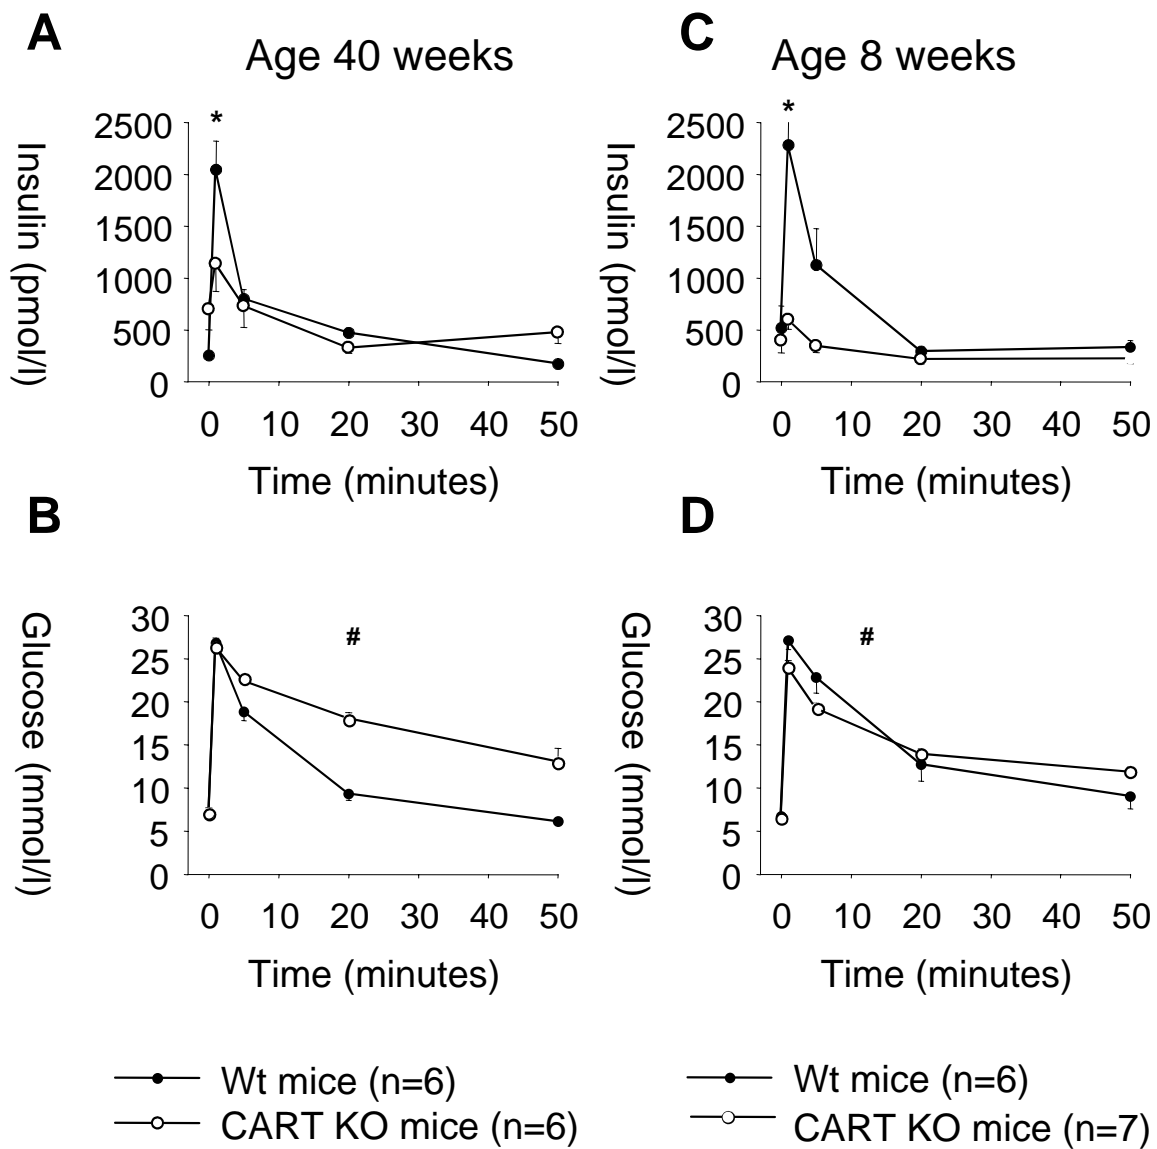 A
Age 40 weeks
*
Insulin (pmol/l)
2500
2000
1500
1000
500
0
0 10 20 30 40 50
Time (minutes)
C
Age 8 weeks
*
Insulin (pmol/l)
2500
2000
1500
1000
500
0
0 10 20 30 40 50
Time (minutes)
B
#
Glucose (mmol/l)
30
25
20
15
10
5
0
0 10 20 30 40 50
Time (minutes)
D
#
Glucose (mmol/l)
30
25
20
15
10
5
0
0 10 20 30 40 50
Time (minutes)
Wt mice (n=6)
CART KO mice (n=6)
Wt mice (n=6)
CART KO mice (n=7)